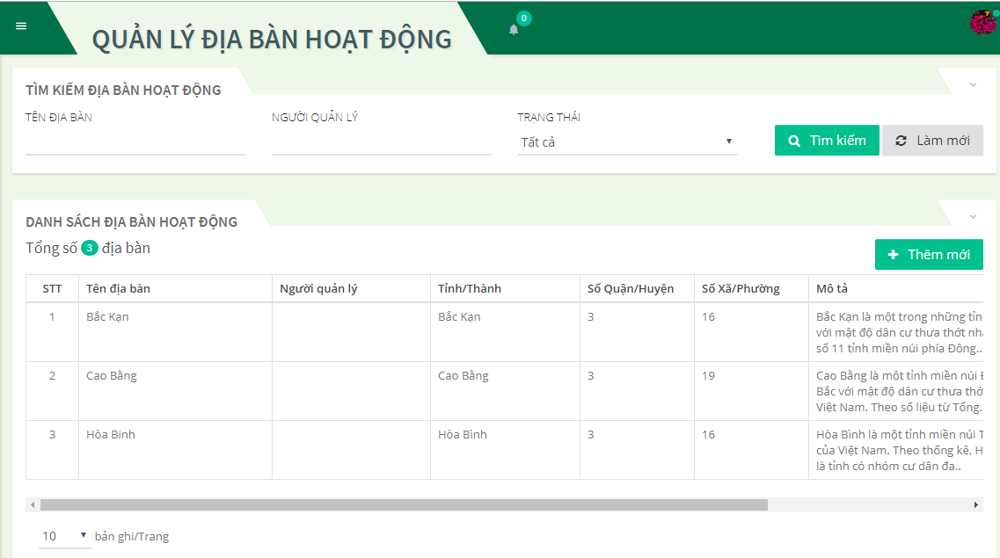 QUẢN LÝ ĐỊA BÀN HOẠT ĐỘNG
0
TÌM KIẾM ĐỊA BÀN HOẠT ĐỘNG
TÊN ĐỊA BÀN NGƯỜI QUẢN LÝ TRẠNG THÁI
Tất cả Tìm kiếm Làm mới
DANH SÁCH ĐỊA BÀN HOẠT ĐỘNG
Tổng số 3 địa bàn
Thêm mới
STT Tên địa bàn Người quản lý Tỉnh/Thành Số Quận/Huyện Số Xã/Phường Mô tả
1 Bắc Kạn Bắc Kạn 3 16 Bắc Kạn là một trong những
với mật độ dân cư thưa thớt
số 11 tỉnh miền núi phía Đông..
2 Cao Bằng Cao Bằng 3 19 Cao Bằng là một tỉnh miền núi
Bắc với mật độ dân cư thưa
Việt Nam. Theo số liệu từ Tổng.
3 Hòa Bình Hòa Bình 3 16 Hòa Bình là một tỉnh miền núi
của Việt Nam. Theo thống kê,
là tỉnh có nhóm cư dân đa..
10 bản ghi/Trang